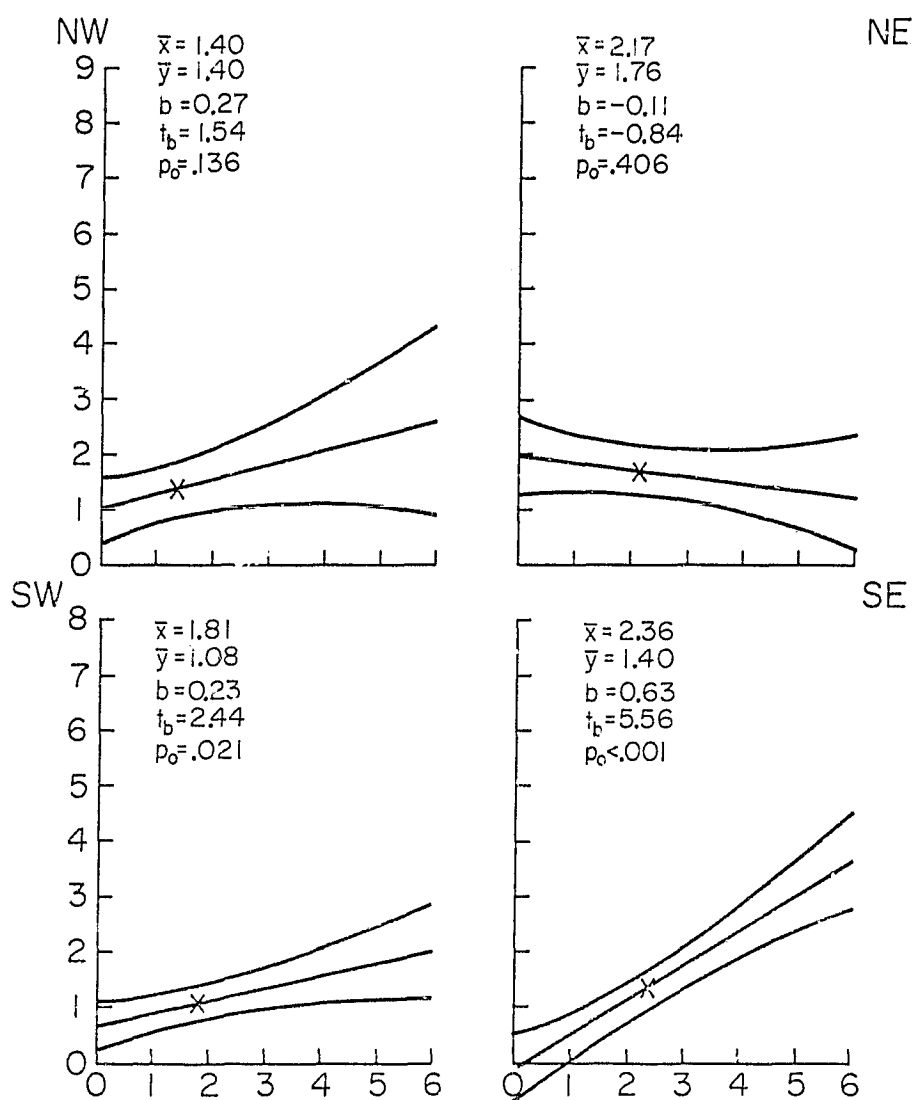 NW
x̄ = 1.40
ȳ = 1.40
b = 0.27
t_b = 1.54
p_o = .136
9
8
7
6
5
4
3
2
1
0
NE
x̄ = 2.17
ȳ = 1.76
b = -0.11
t_b = -0.84
p_o = .406
SW
x̄ = 1.81
ȳ = 1.08
b = 0.23
t_b = 2.44
p_o = .021
8
7
6
5
4
3
2
1
0
0 1 2 3 4 5 6
SE
x̄ = 2.36
ȳ = 1.40
b = 0.63
t_b = 5.56
p_o < .001
0 1 2 3 4 5 6